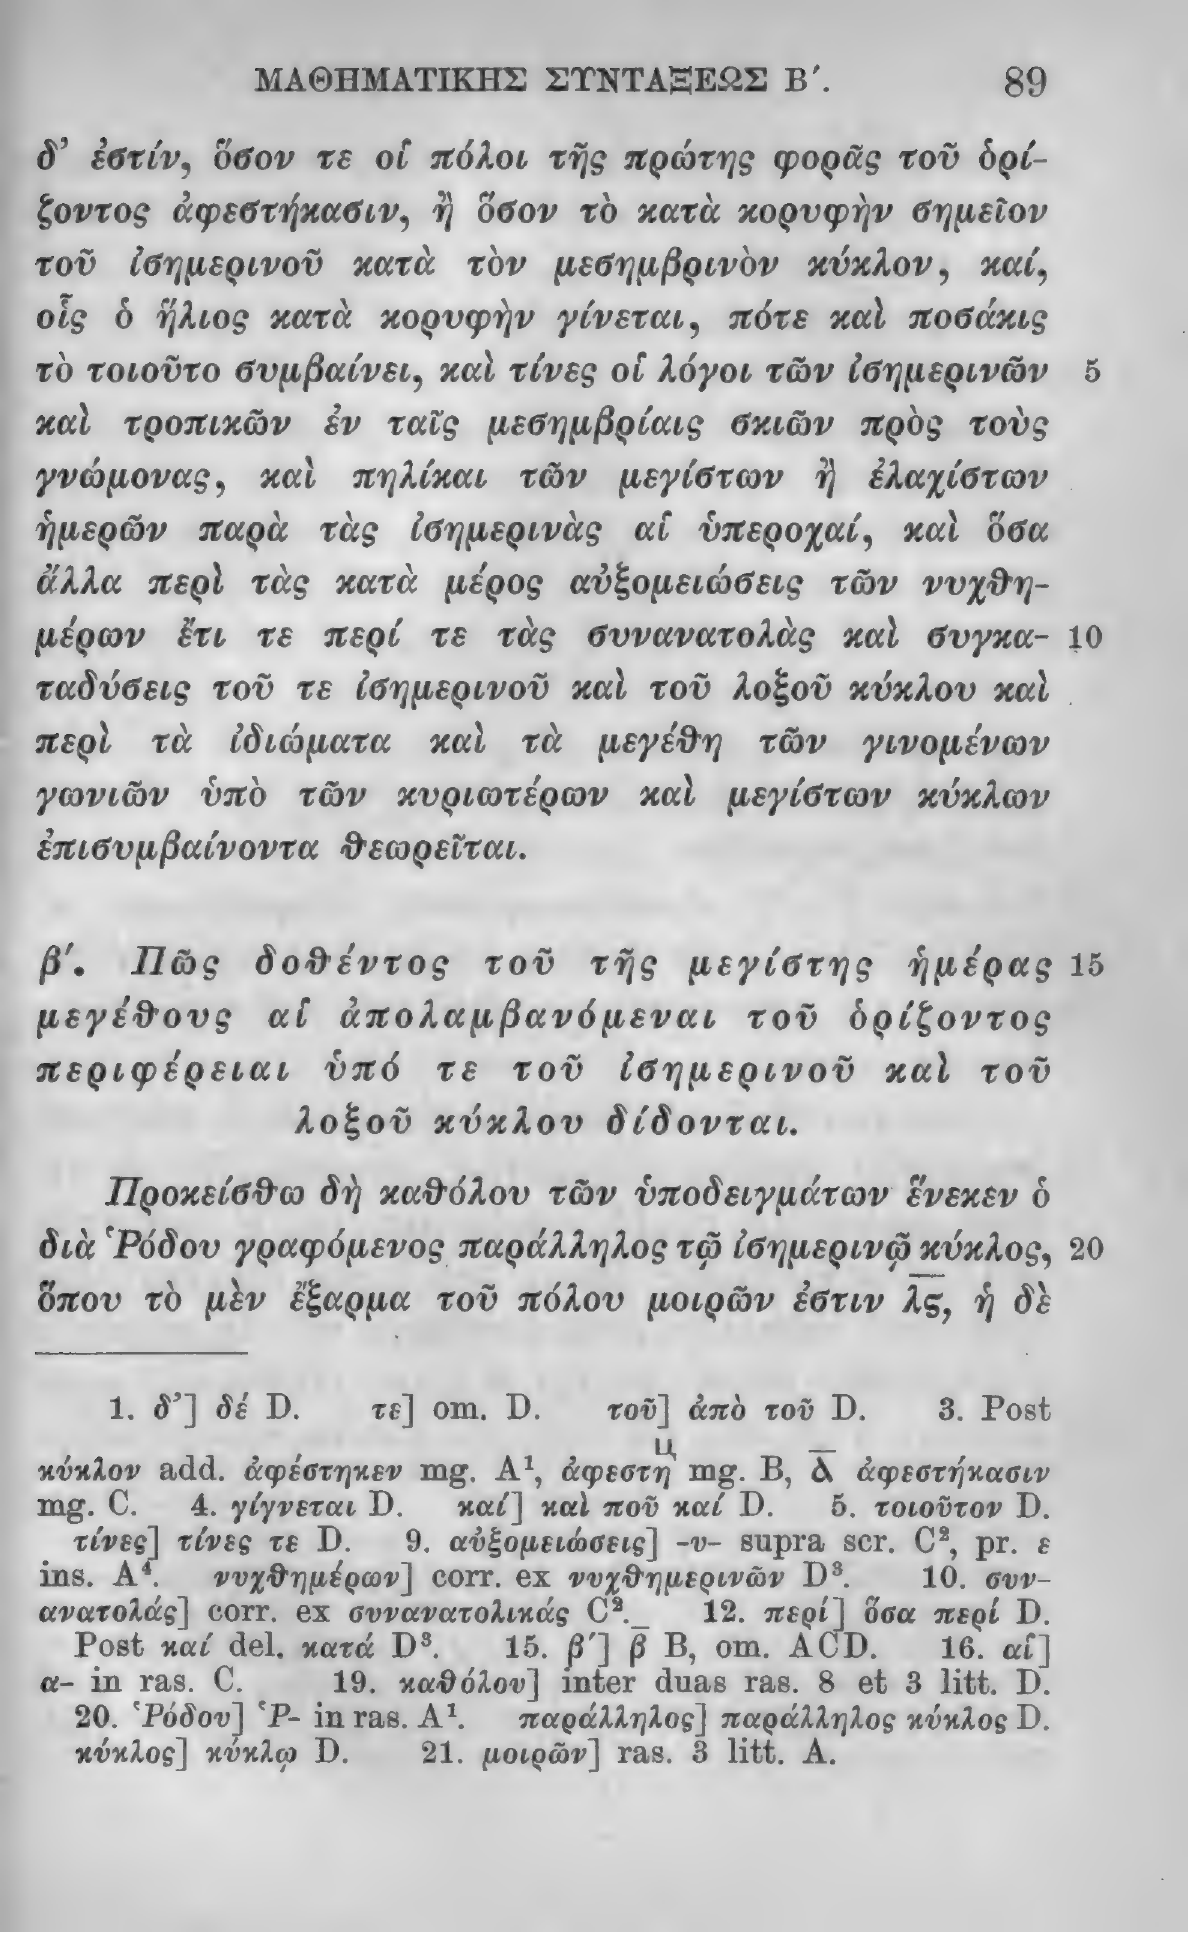 ΜΑΘΗΜΑΤΙΚΗΣ ΣΥΝΤΑΞΕΩΣ Β΄. 89
δ’ ἐστίν, ὅσον τε οἱ πόλοι τῆς πρώτης φορᾶς τοῦ ὁρί-
ζοντος ἀφεστήκασιν, ἢ ὅσον τὸ κατὰ κορυφὴν σημεῖον
τοῦ ἰσημερινοῦ κατὰ τὸν μεσημβρινὸν κύκλον, καί,
οἷς ὁ ἥλιος κατὰ κορυφὴν γίνεται, πότε καὶ ποσάκις
τὸ τοιοῦτο συμβαίνει, καὶ τίνες οἱ λόγοι τῶν ἰσημερινῶν 5
καὶ τροπικῶν ἐν ταῖς μεσημβρίαις σκιῶν πρὸς τοὺς
γνώμονας, καὶ πηλίκαι τῶν μεγίστων ἢ ἐλαχίστων
ἡμερῶν παρὰ τὰς ἰσημερινὰς αἱ ὑπεροχαί, καὶ ὅσα
ἄλλα περὶ τὰς κατὰ μέρος αὐξομειώσεις τῶν νυχθη-
μέρων ἔτι τε περί τε τὰς συνανατολὰς καὶ συγκα- 10
ταδύσεις τοῦ τε ἰσημερινοῦ καὶ τοῦ λοξοῦ κύκλου καὶ
περὶ τὰ ἰδιώματα καὶ τὰ μεγέθη τῶν γινομένων
γωνιῶν ὑπὸ τῶν κυριωτέρων καὶ μεγίστων κύκλων
ἐπισυμβαίνοντα θεωρεῖται.
β΄. Πῶς δοθέντος τοῦ τῆς μεγίστης ἡμέρας 15
μεγέθους αἱ ἀπολαμβανόμεναι τοῦ ὁρίζοντος
περιφέρειαι ὑπό τε τοῦ ἰσημερινοῦ καὶ τοῦ
λοξοῦ κύκλου δίδονται.
Προκείσθω δὴ καθόλου τῶν ὑποδειγμάτων ἕνεκεν ὁ
διὰ Ῥόδου γραφόμενος παράλληλος τῷ ἰσημερινῷ κύκλος, 20
ὅπου τὸ μὲν ἔξαρμα τοῦ πόλου μοιρῶν ἐστιν λ̅ς̅, ἡ δὲ
1. δ’] δέ D. τε] om. D. τοῦ] ἀπὸ τοῦ D. 3. Post
κύκλον add. ἀφέστηκεν mg. A¹, ἀφεστη mg. B, ἀφεστήκασιν
mg. C. 4. γίγνεται D. καί] καὶ ποῦ καί D. 5. τοιοῦτον D.
τίνες] τίνες τε D. 9. αὐξομειώσεις] -υ- supra scr. C², pr. ε
ins. A⁴. νυχθημέρων] corr. ex νυχθημερινῶν D³. 10. συν-
ανατολάς] corr. ex συνανατολικάς C². 12. περί] ὅσα περί D.
Post καί del. κατά D³. 15. β΄] β̅ B, om. ACD. 16. αἱ]
α- in ras. C. 19. καθόλου] inter duas ras. 8 et 3 litt. D.
20. Ῥόδου] Ῥ- in ras. A¹. παράλληλος] παράλληλος κύκλος D.
κύκλος] κύκλῳ D. 21. μοιρῶν] ras. 3 litt. A.